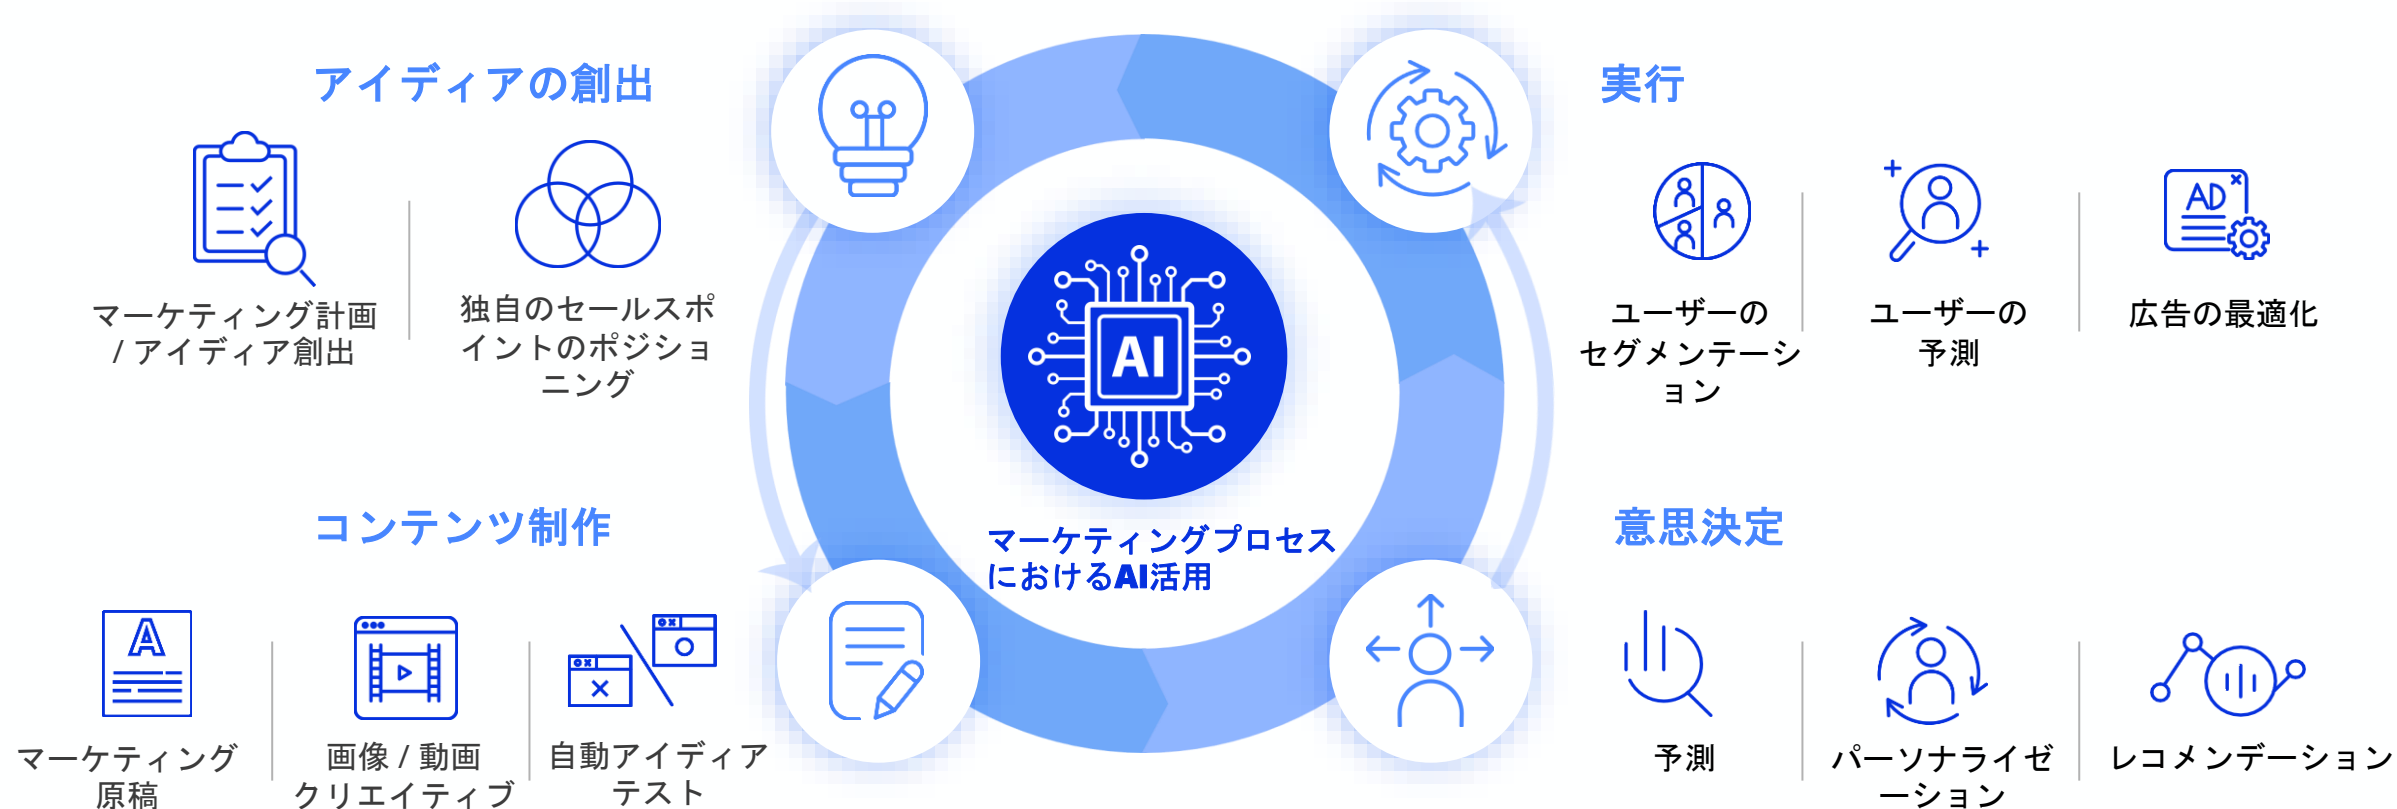 アイディアの創出
マーケティング計画
/ アイディア創出
独自のセールスポ
イントのポジショ
ニング
実行
ユーザーの
セグメンテーシ
ョン
ユーザーの
予測
AD
広告の最適化
AI
マーケティングプロセス
におけるAI活用
コンテンツ制作
A
マーケティング
原稿
画像 / 動画
クリエイティブ
自動アイディア
テスト
意思決定
予測
パーソナライゼ
ーション
レコメンデーション